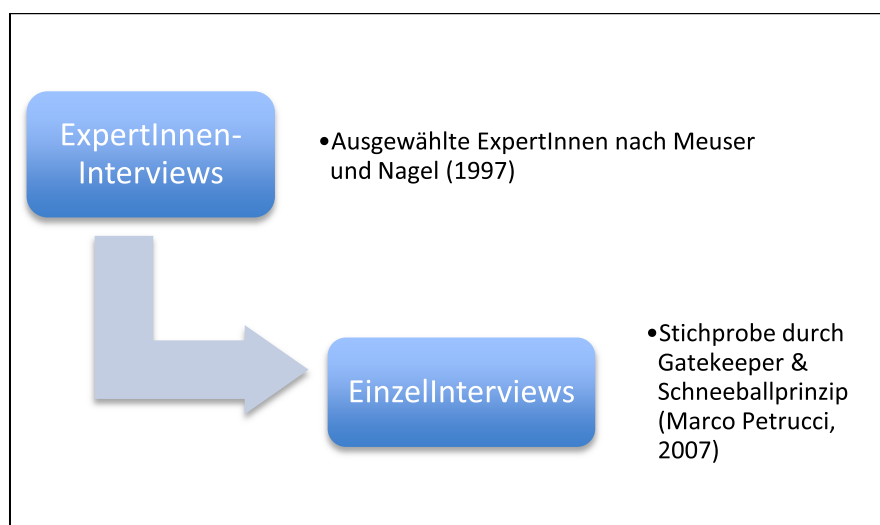 ExpertInnen-
Interviews
•Ausgewählte ExpertInnen nach Meuser
und Nagel (1997)
EinzelInterviews
•Stichprobe durch
Gatekeeper &
Schneeballprinzip
(Marco Petrucci,
2007)